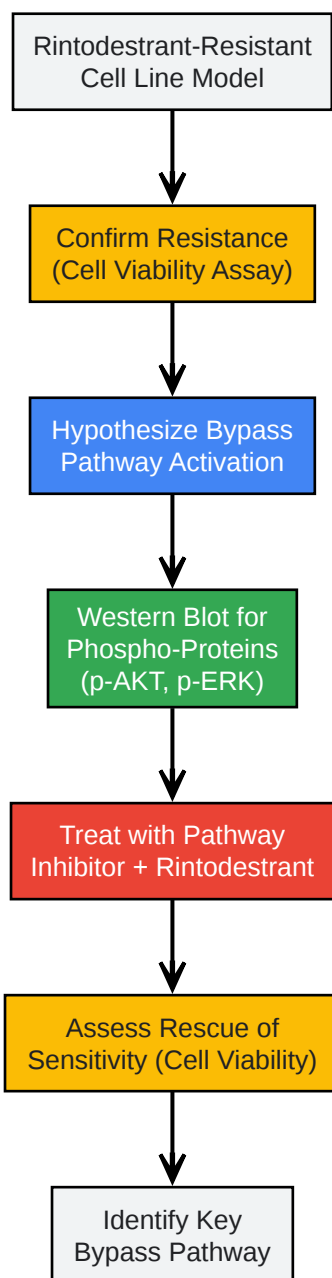 Rintodestrant-Resistant
Cell Line Model
Confirm Resistance
(Cell Viability Assay)
Hypothesize Bypass
Pathway Activation
Western Blot for
Phospho-Proteins
(p-AKT, p-ERK)
Treat with Pathway
Inhibitor + Rintodestrant
Assess Rescue of
Sensitivity (Cell Viability)
Identify Key
Bypass Pathway